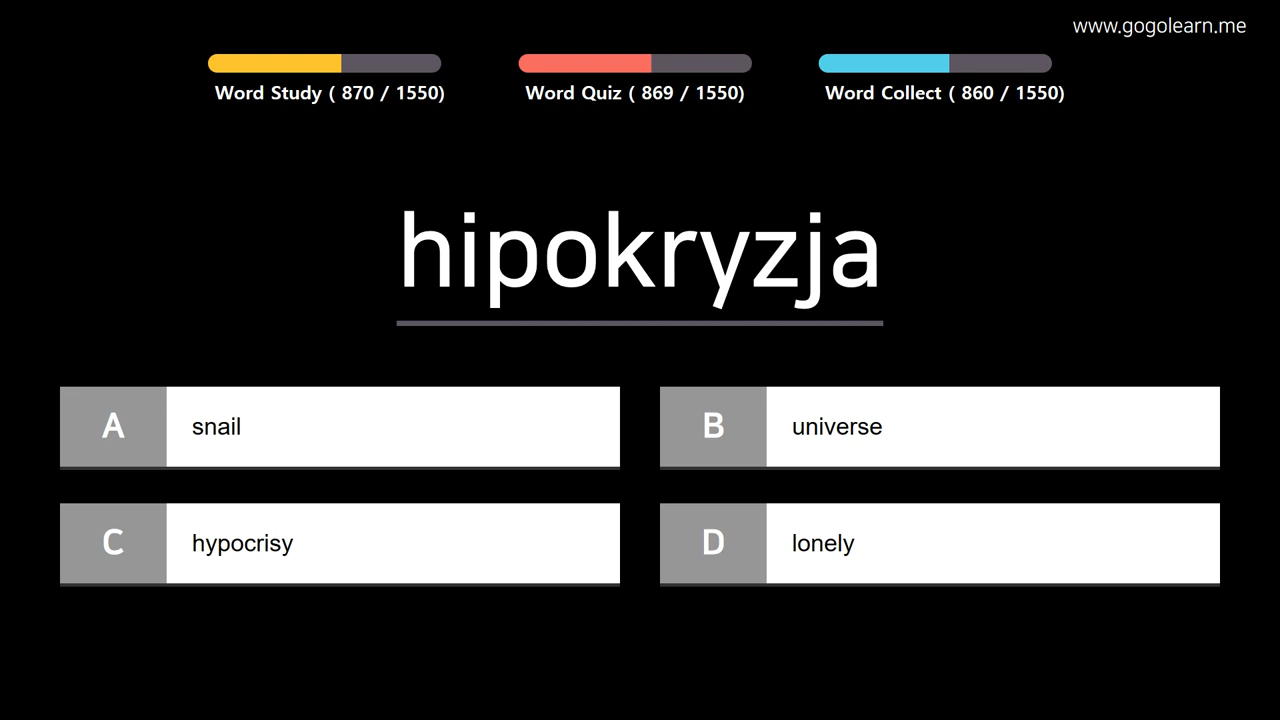 www.gogolearn.me
Word Study ( 870 / 1550)
Word Quiz ( 869 / 1550)
Word Collect ( 860 / 1550)
hipokryzja
A snail
B universe
C hypocrisy
D lonely